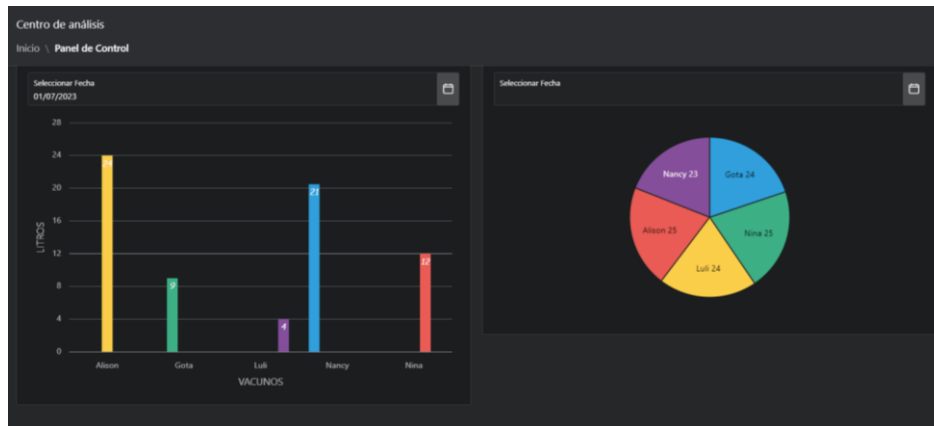 Centro de análisis
Inicio \ Panel de Control
Seleccionar Fecha
01/07/2023
28
24
20
16
12
8
4
0
LITROS
24
9
4
21
12
Alison Gota Luli Nancy Nina
VACUNOS
Seleccionar Fecha
Nancy 23
Gota 24
Alison 25
Nina 25
Luli 24